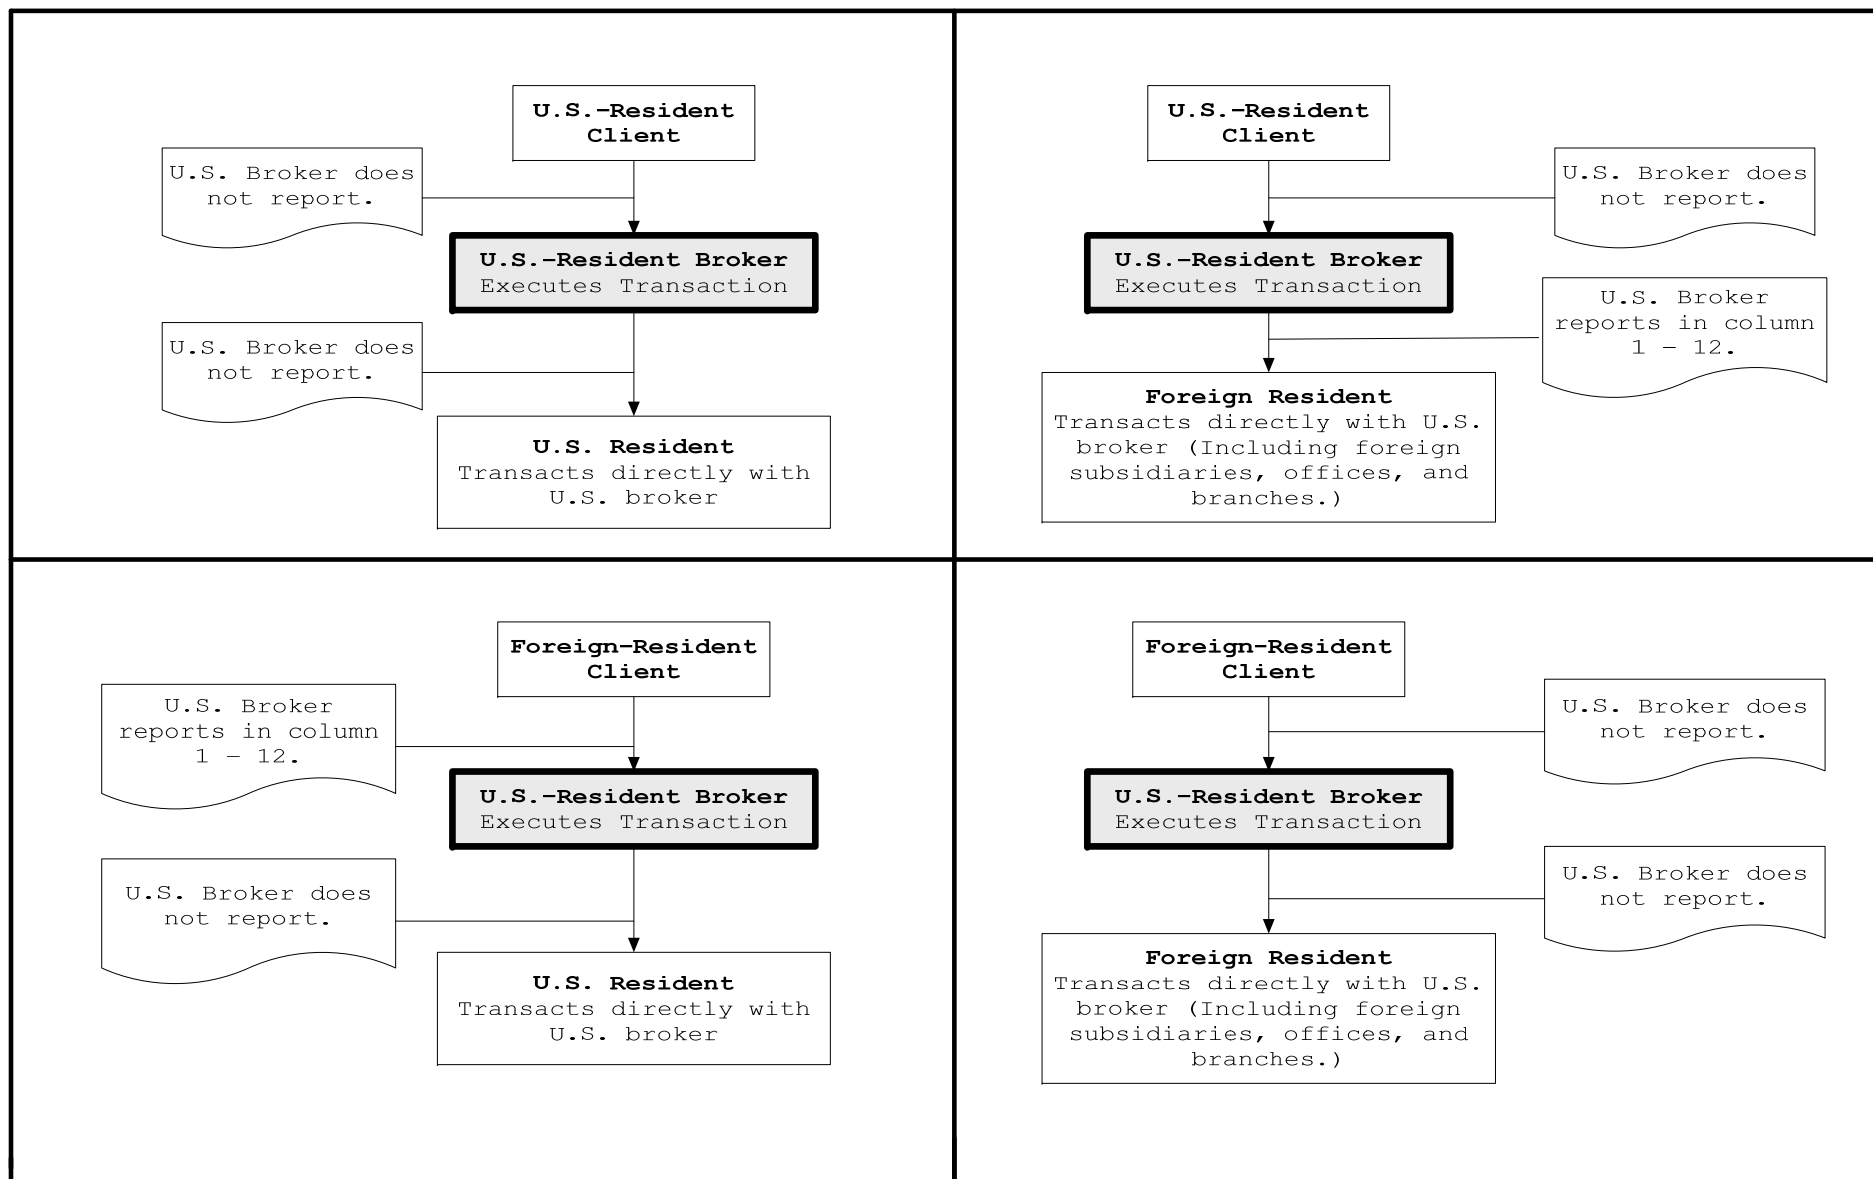 U.S.-Resident
Client
U.S. Broker does
not report.
U.S.-Resident Broker
Executes Transaction
U.S. Broker does
not report.
U.S. Resident
Transacts directly with
U.S. broker
U.S.-Resident
Client
U.S. Broker does
not report.
U.S.-Resident Broker
Executes Transaction
U.S. Broker
reports in column
1 - 12.
Foreign Resident
Transacts directly with U.S.
broker (Including foreign
subsidiaries, offices, and
branches.)
Foreign-Resident
Client
U.S. Broker
reports in column
1 - 12.
U.S.-Resident Broker
Executes Transaction
U.S. Broker does
not report.
U.S. Resident
Transacts directly with
U.S. broker
Foreign-Resident
Client
U.S. Broker does
not report.
U.S.-Resident Broker
Executes Transaction
U.S. Broker does
not report.
Foreign Resident
Transacts directly with U.S.
broker (Including foreign
subsidiaries, offices, and
branches.)